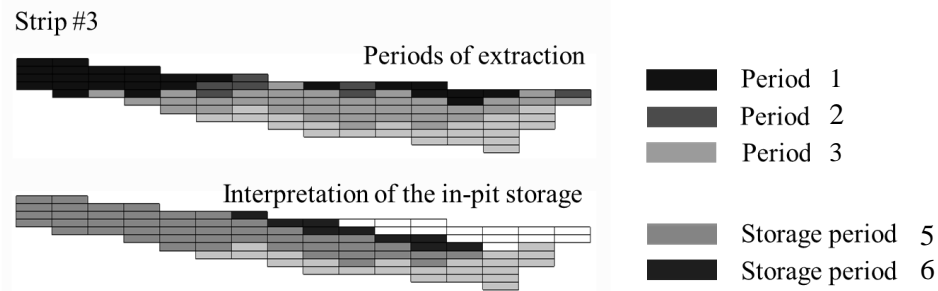 Strip #3
Periods of extraction
Period 1
Period 2
Period 3
Interpretation of the in-pit storage
Storage period 5
Storage period 6